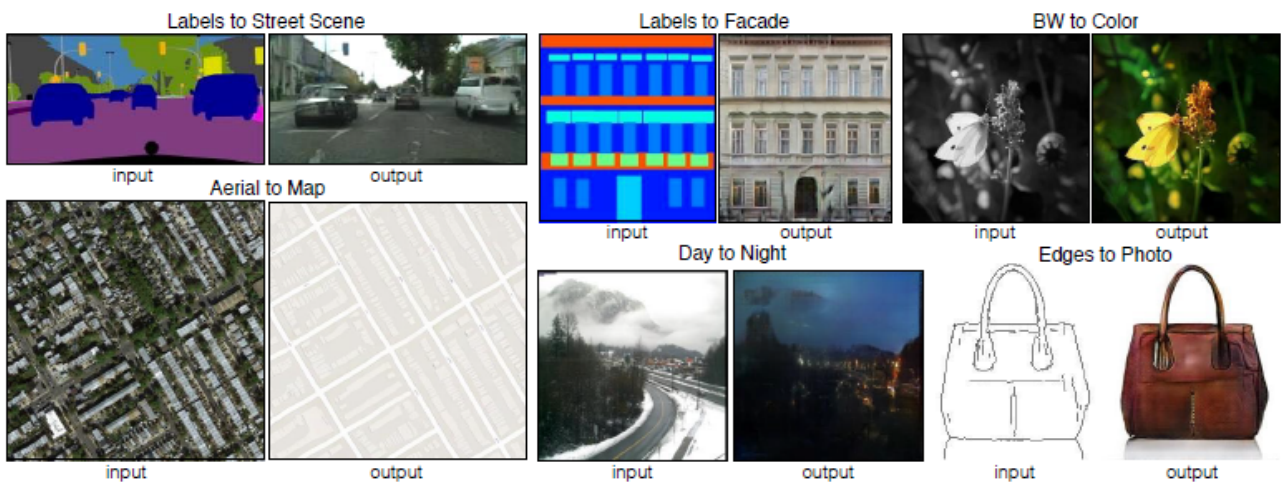 Labels to Street Scene
input
output
Aerial to Map
input
output
Labels to Facade
input
output
BW to Color
input
output
Day to Night
input
output
Edges to Photo
input
output